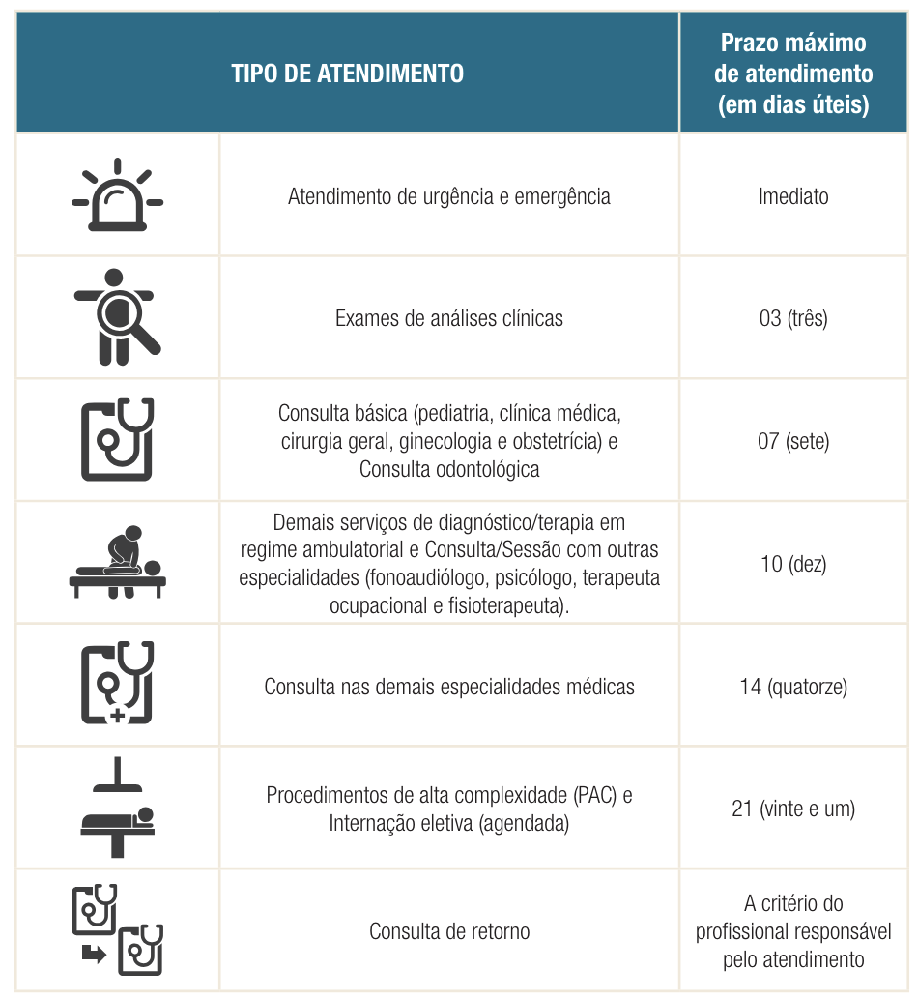 TIPO DE ATENDIMENTO
Prazo máximo
de atendimento
(em dias úteis)
Atendimento de urgência e emergência
Imediato
Exames de análises clínicas
03 (três)
Consulta básica (pediatria, clínica médica,
cirurgia geral, ginecologia e obstetrícia) e
Consulta odontológica
07 (sete)
Demais serviços de diagnóstico/terapia em
regime ambulatorial e Consulta/Sessão com outras
especialidades (fonoaudiólogo, psicólogo, terapeuta
ocupacional e fisioterapeuta).
10 (dez)
Consulta nas demais especialidades médicas
14 (quatorze)
Procedimentos de alta complexidade (PAC) e
Internação eletiva (agendada)
21 (vinte e um)
Consulta de retorno
A critério do
profissional responsável
pelo atendimento